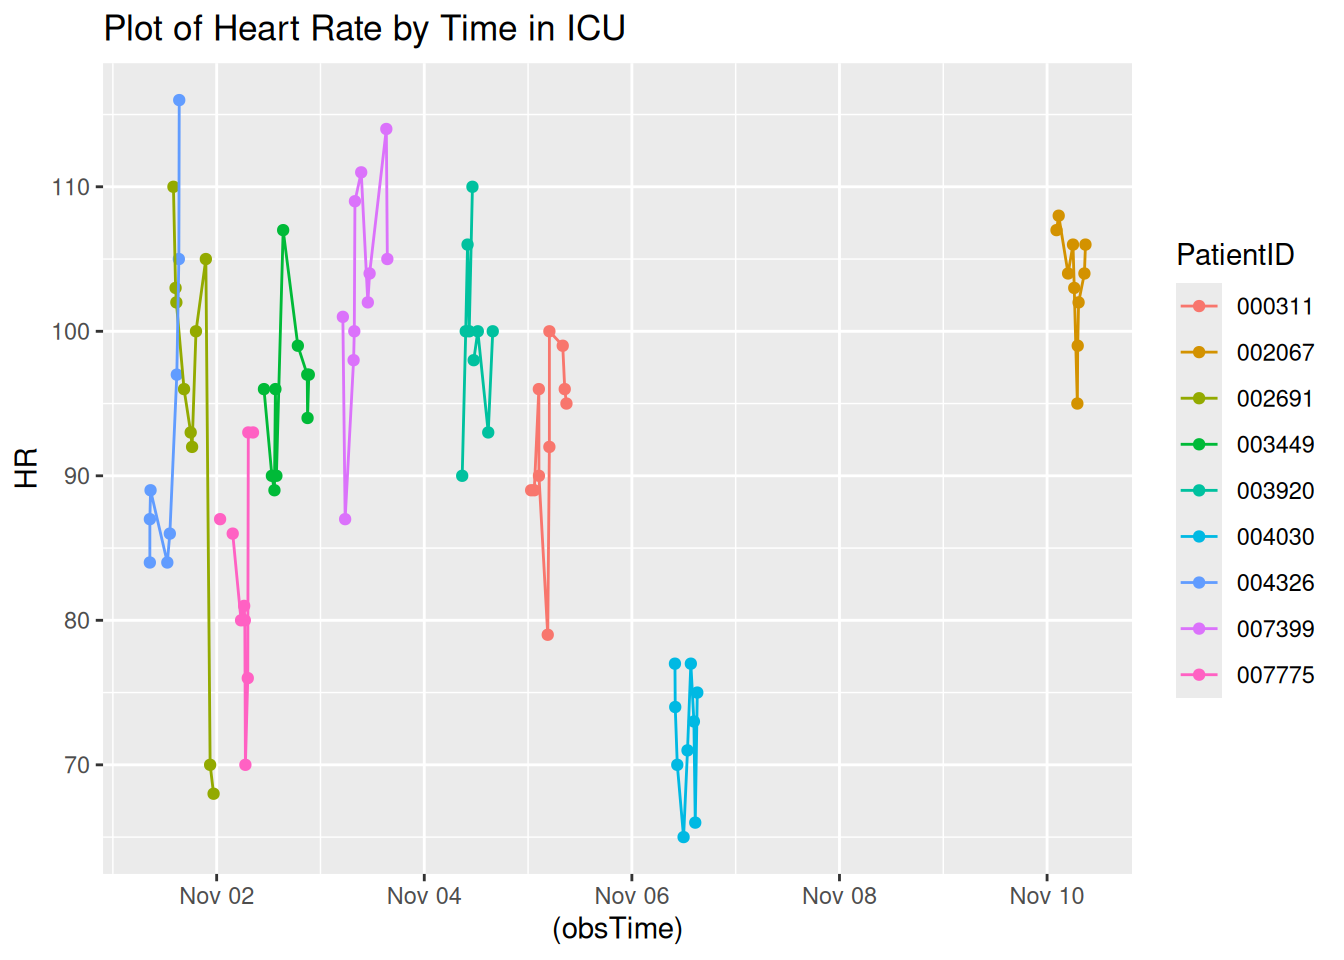 Plot of Heart Rate by Time in ICU
HR
110
100
90
80
70
Nov 02
Nov 04
Nov 06
Nov 08
Nov 10
(obsTime)
PatientID
000311
002067
002691
003449
003920
004030
004326
007399
007775